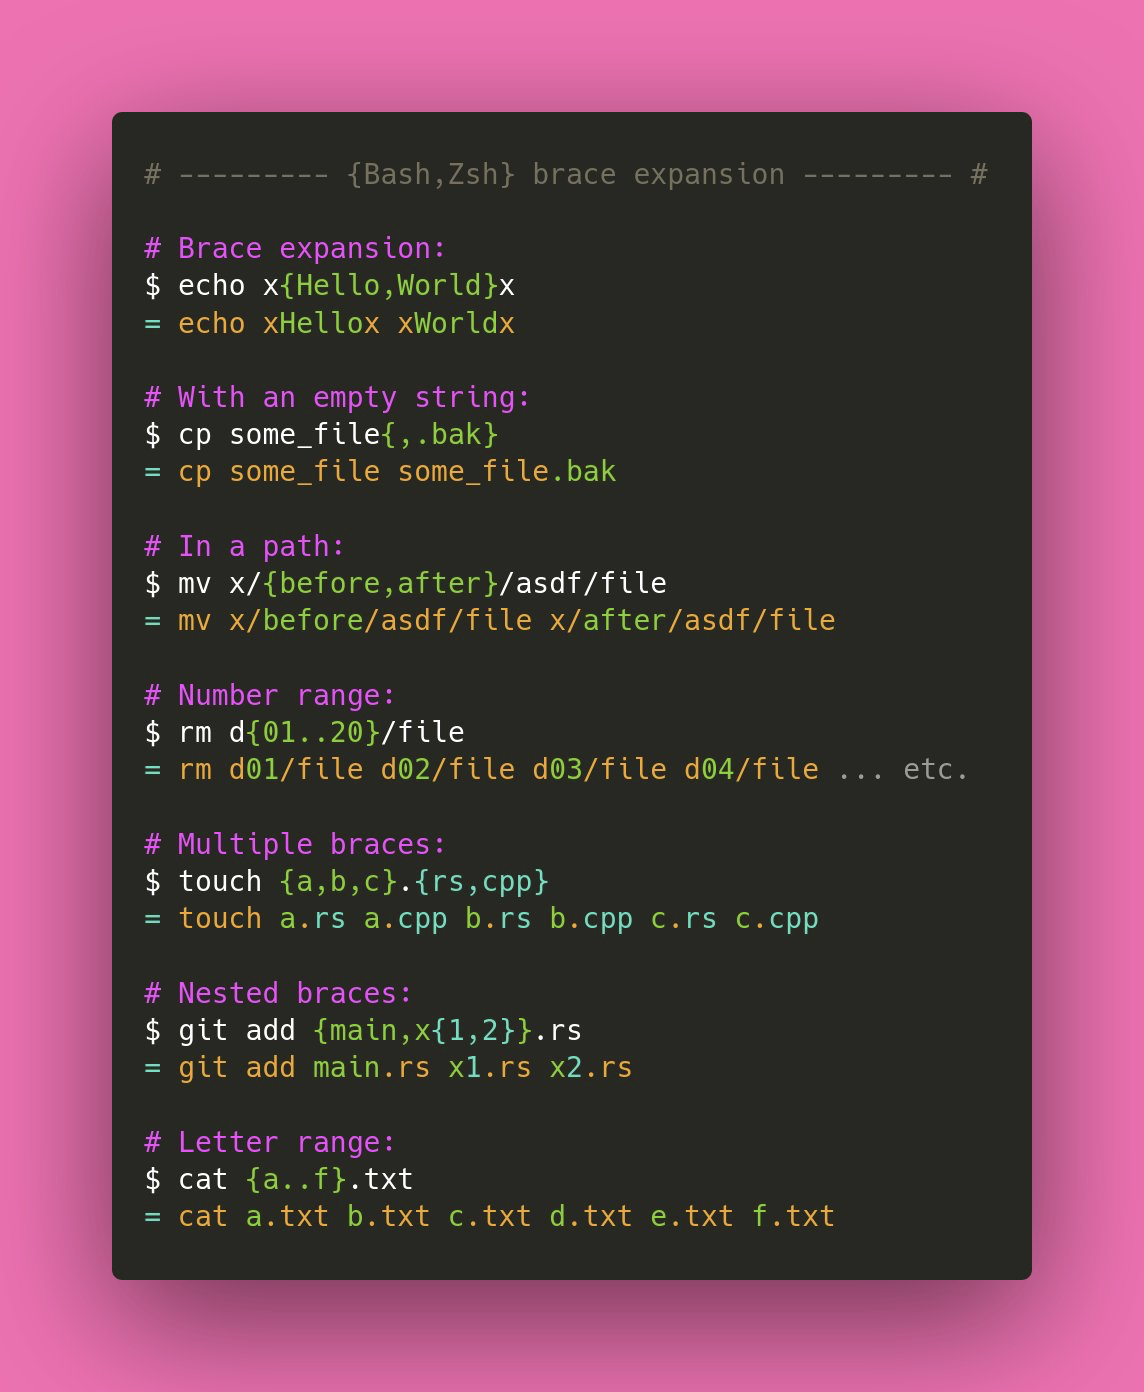 # --------- {Bash,Zsh} brace expansion --------- #
# Brace expansion:
$ echo x{Hello,World}x
= echo xHellox xWorldx
# With an empty string:
$ cp some_file{,.bak}
= cp some_file some_file.bak
# In a path:
$ mv x/{before,after}/asdf/file
= mv x/before/asdf/file x/after/asdf/file
# Number range:
$ rm d{01..20}/file
= rm d01/file d02/file d03/file d04/file ... etc.
# Multiple braces:
$ touch {a,b,c}.{rs,cpp}
= touch a.rs a.cpp b.rs b.cpp c.rs c.cpp
# Nested braces:
$ git add {main,x{1,2}}.rs
= git add main.rs x1.rs x2.rs
# Letter range:
$ cat {a..f}.txt
= cat a.txt b.txt c.txt d.txt e.txt f.txt